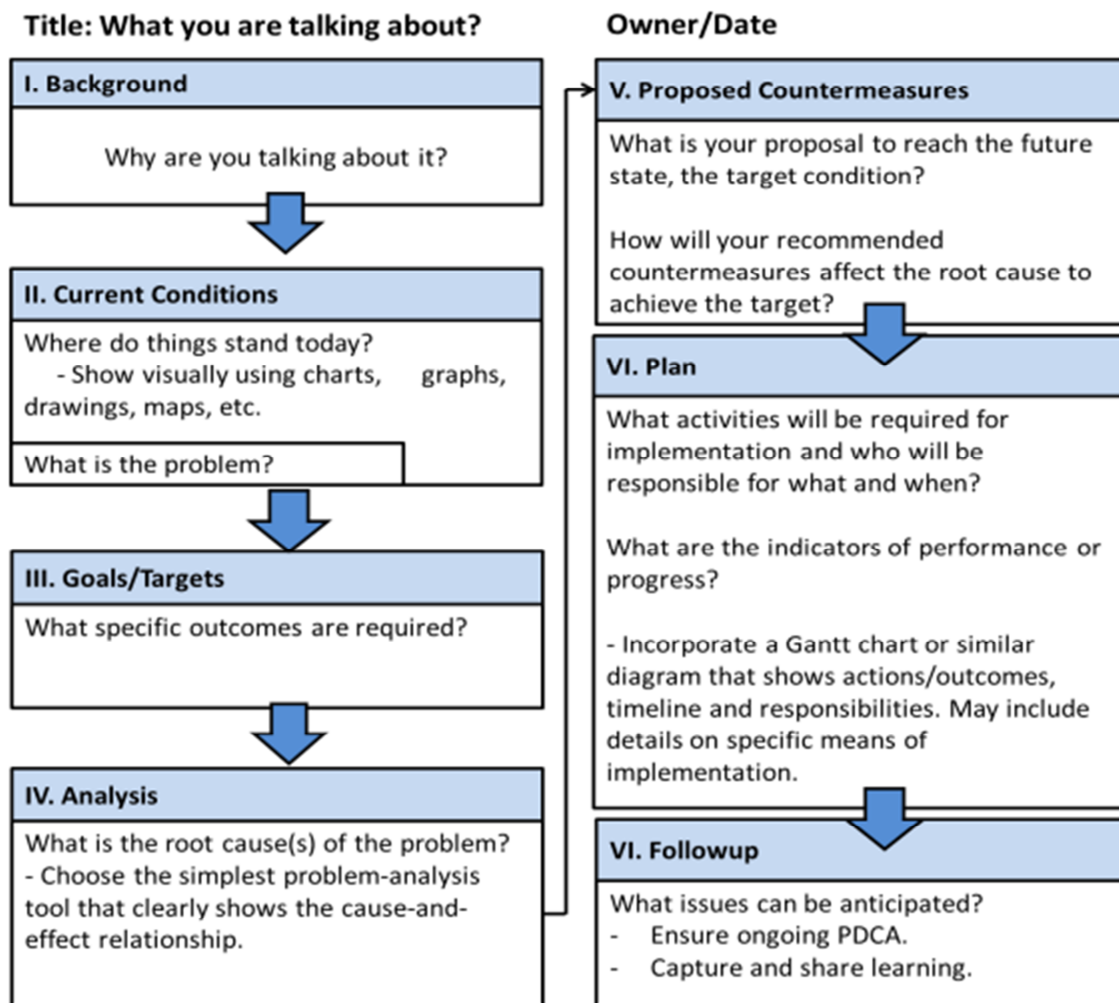 Title: What you are talking about?
I. Background
Why are you talking about it?
II. Current Conditions
Where do things stand today?
- Show visually using charts, graphs,
drawings, maps, etc.
What is the problem?
III. Goals/Targets
What specific outcomes are required?
IV. Analysis
What is the root cause(s) of the problem?
- Choose the simplest problem-analysis
tool that clearly shows the cause-and-
effect relationship.
Owner/Date
V. Proposed Countermeasures
What is your proposal to reach the future
state, the target condition?
How will your recommended
countermeasures affect the root cause to
achieve the target?
VI. Plan
What activities will be required for
implementation and who will be
responsible for what and when?
What are the indicators of performance or
progress?
- Incorporate a Gantt chart or similar
diagram that shows actions/outcomes,
timeline and responsibilities. May include
details on specific means of
implementation.
VI. Followup
What issues can be anticipated?
- Ensure ongoing PDCA.
- Capture and share learning.